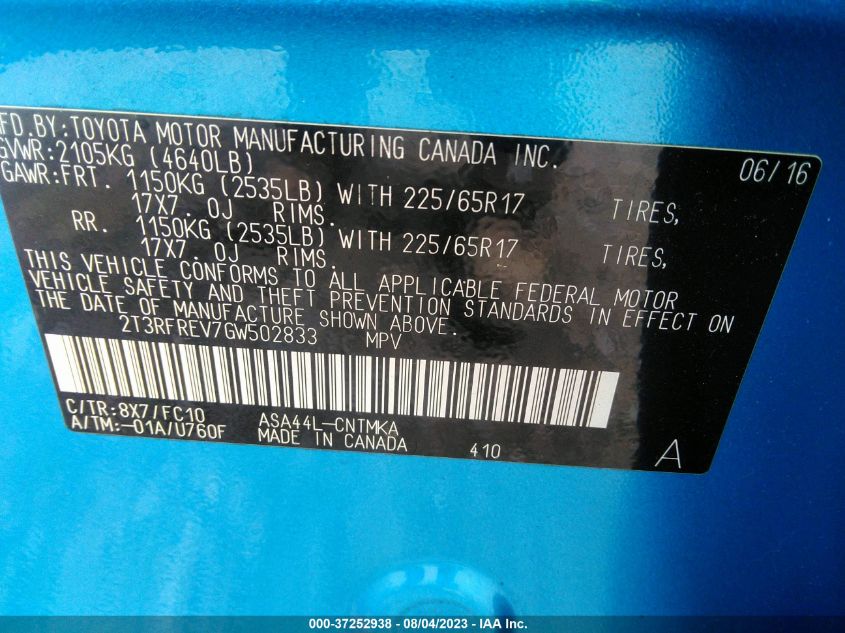 FD. BY: TOYOTA MOTOR MANUFACTURING CANADA INC. 06/16
GVWR: 2105KG (4640LB)
GAWR: FRT. 1150KG (2535LB) WITH 225/65R17 TIRES,
17X7. 0J RIMS.
RR. 1150KG (2535LB) WITH 225/65R17 TIRES,
17X7. 0J RIMS.
THIS VEHICLE CONFORMS TO ALL APPLICABLE FEDERAL MOTOR
VEHICLE SAFETY AND THEFT PREVENTION STANDARDS IN EFFECT ON
THE DATE OF MANUFACTURE SHOWN ABOVE.
2T3RFREV7GW502833 MPV
C/TR: 8X7/FC10 ASA44L-CNTMKA
A/TM:-01A/U760F MADE IN CANADA 410 A
000-37252938 - 08/04/2023 - IAA Inc.